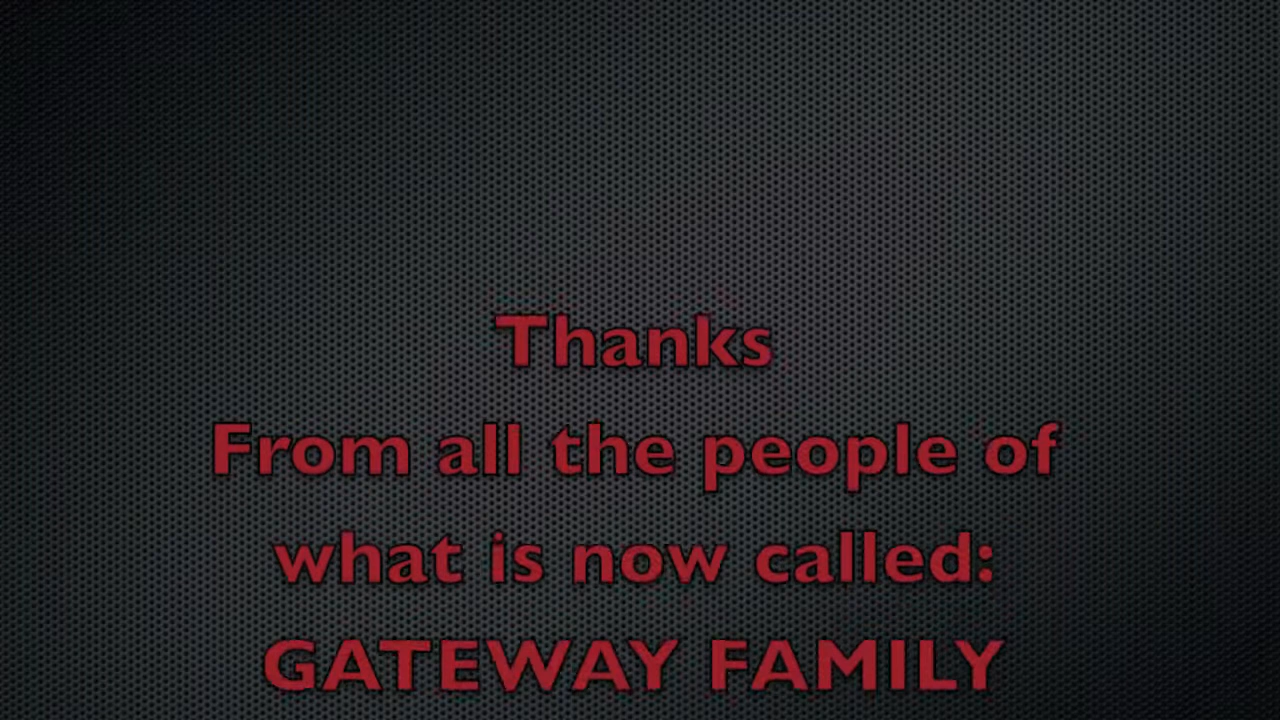 Thanks
From all the people of
what is now called:
GATEWAY FAMILY